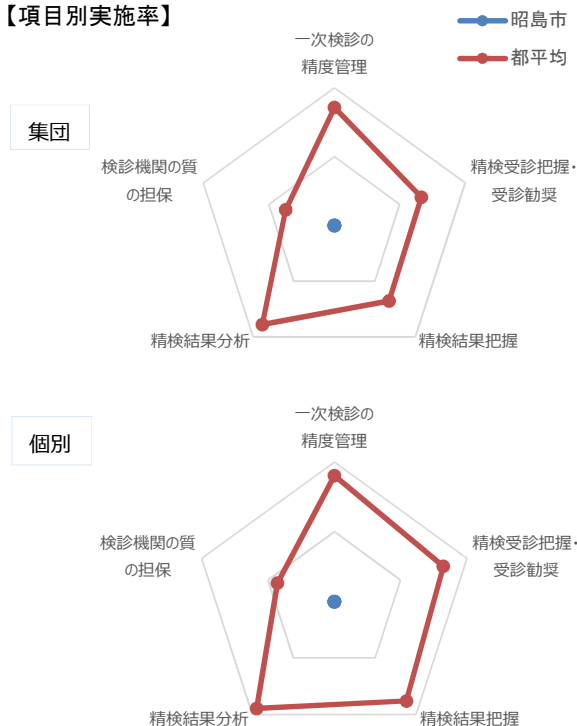 【項目別実施率】
昭島市
都平均
集団
一次検診の
精度管理
精検受診把握・
受診勧奨
精検結果把握
精検結果分析
検診機関の質
の担保
個別
一次検診の
精度管理
精検受診把握・
受診勧奨
精検結果把握
精検結果分析
検診機関の質
の担保